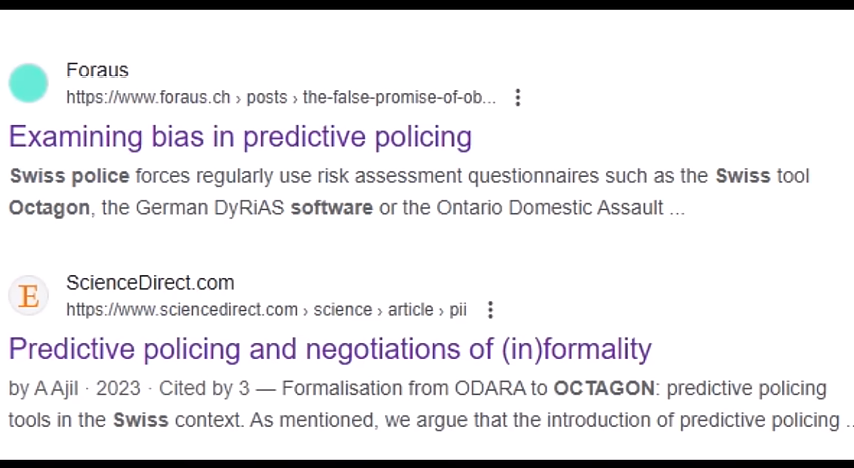 Foraus
https://www.foraus.ch › posts › the-false-promise-of-ob...
Examining bias in predictive policing
Swiss police forces regularly use risk assessment questionnaires such as the Swiss tool
Octagon, the German DyRiAS software or the Ontario Domestic Assault ...
E
ScienceDirect.com
https://www.sciencedirect.com › science › article › pii
Predictive policing and negotiations of (in)formality
by A Ajil · 2023 · Cited by 3 — Formalisation from ODARA to OCTAGON: predictive policing
tools in the Swiss context. As mentioned, we argue that the introduction of predictive policing ..